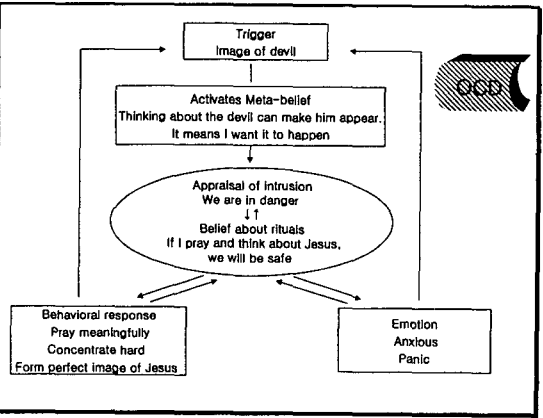 Trigger
Image of devil
OCD
Activates Meta-belief
Thinking about the devil can make him appear.
It means I want it to happen
Appraisal of intrusion
We are in danger
↓↑
Belief about rituals
If I pray and think about Jesus,
we will be safe
Behavioral response
Pray meaningfully
Concentrate hard
Form perfect image of Jesus
Emotion
Anxious
Panic